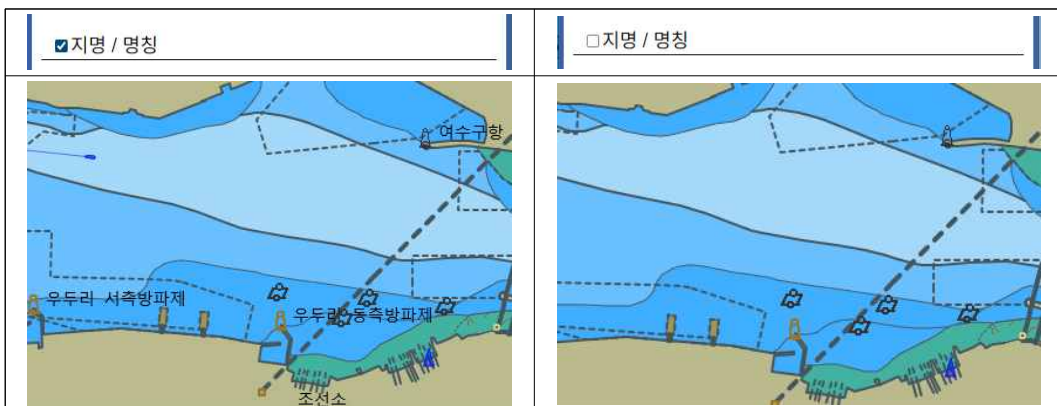 지명 / 명칭
지명 / 명칭
여수구항
우두리 서측방파제
우두리 동측방파제
조선소